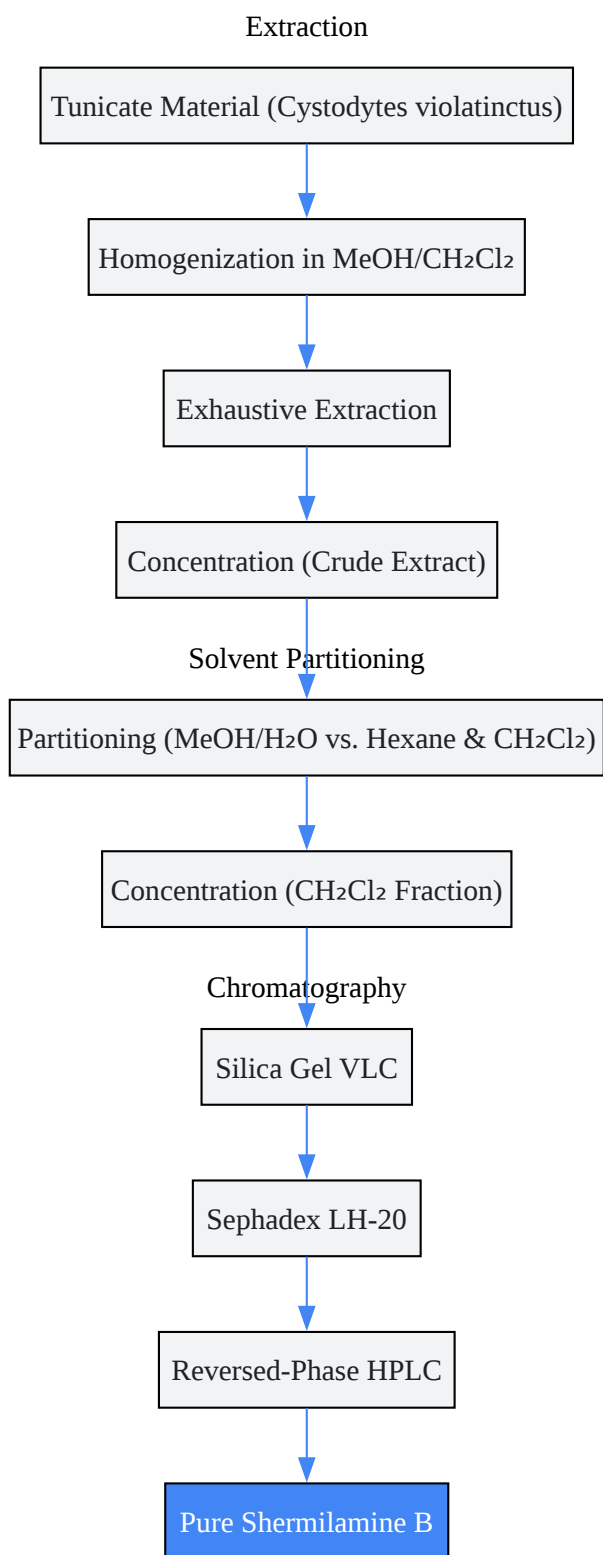 Extraction
Tunicate Material (Cystodytes violatinctus)
Homogenization in MeOH/CH₂Cl₂
Exhaustive Extraction
Concentration (Crude Extract)
Solvent Partitioning
Partitioning (MeOH/H₂O vs. Hexane & CH₂Cl₂)
Concentration (CH₂Cl₂ Fraction)
Chromatography
Silica Gel VLC
Sephadex LH-20
Reversed-Phase HPLC
Pure Shermilamine B